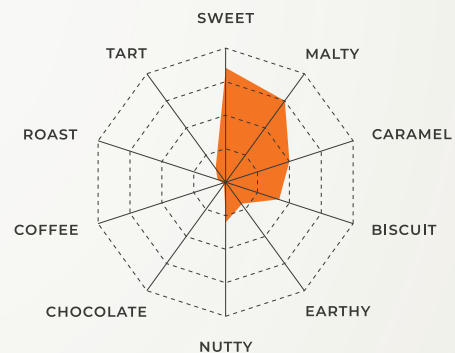 SWEET
TART
MALTY
ROAST
CARAMEL
COFFEE
BISCUIT
CHOCOLATE
EARTHY
NUTTY